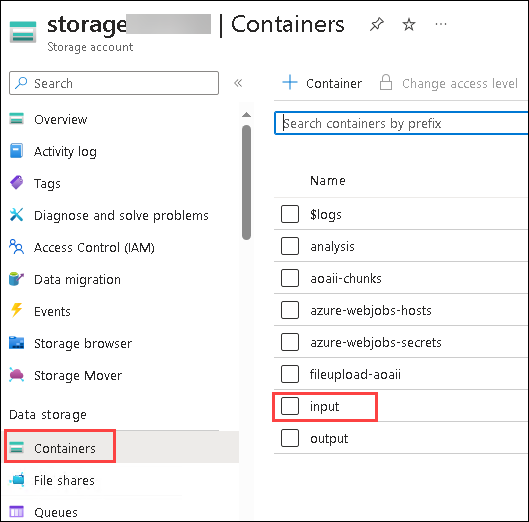 storage | Containers
Storage account
Search
Overview
Activity log
Tags
Diagnose and solve problems
Access Control (IAM)
Data migration
Events
Storage browser
Storage Mover
Data storage
Containers
File shares
Queues
Container
Change access level
Search containers by prefix
Name
$logs
analysis
aoaii-chunks
azure-webjobs-hosts
azure-webjobs-secrets
fileupload-aoaii
input
output